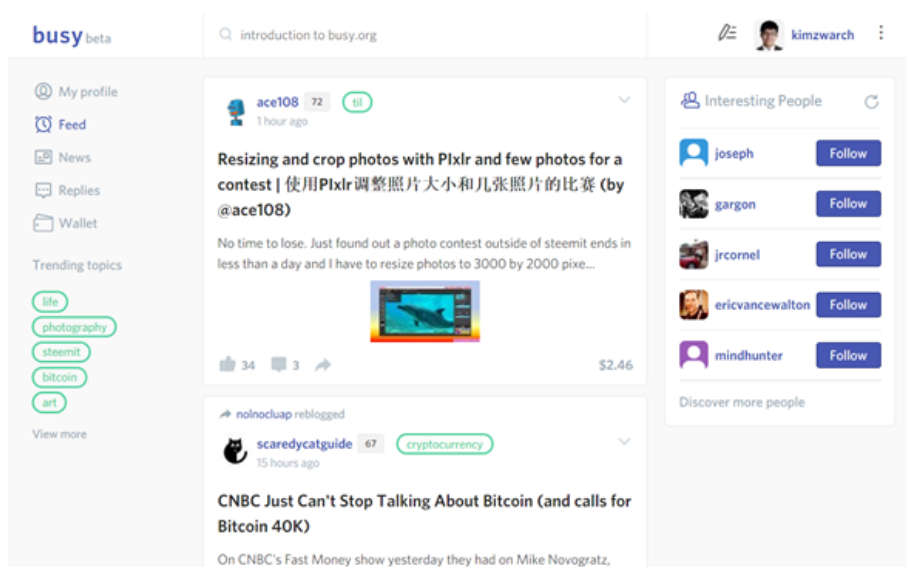 busy beta
introduction to busy.org
kimzwarch
My profile
Feed
News
Replies
Wallet
Trending topics
life
photography
steemit
bitcoin
art
View more
ace108 72 til
1 hour ago
Resizing and crop photos with PIxlr and few photos for a
contest | 使用PIxlr调整照片大小和几张照片的比赛 (by
@ace108)
No time to lose. Just found out a photo contest outside of steemit ends in
less than a day and I have to resize photos to 3000 by 2000 pixe...
34 3 $2.46
nolnocluap reblogged
scaredycatguide 67 cryptocurrency
15 hours ago
CNBC Just Can't Stop Talking About Bitcoin (and calls for
Bitcoin 40K)
On CNBC's Fast Money show yesterday they had on Mike Novogratz,
Interesting People
joseph Follow
gargon Follow
jrcornel Follow
ericvancewalton Follow
mindhunter Follow
Discover more people